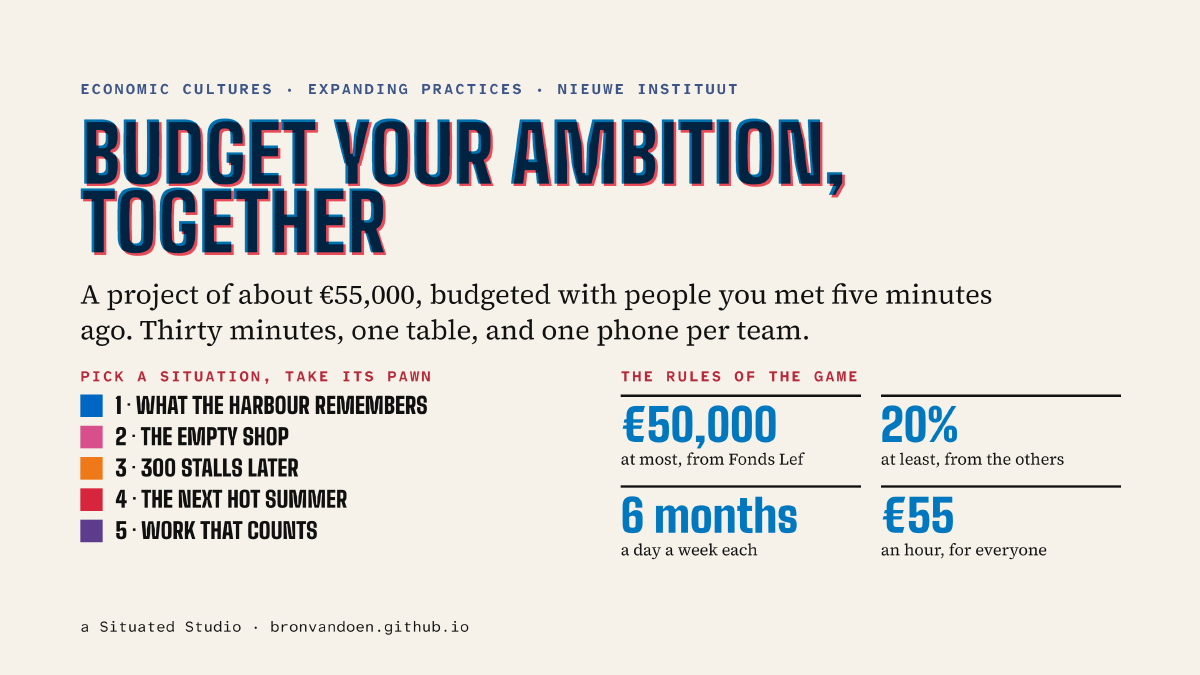 ECONOMIC CULTURES · EXPANDING PRACTICES · NIEUWE INSTITUUT
BUDGET YOUR AMBITION,
TOGETHER
A project of about €55,000, budgeted with people you met five minutes
ago. Thirty minutes, one table, and one phone per team.
PICK A SITUATION, TAKE ITS PAWN
1 · WHAT THE HARBOUR REMEMBERS
2 · THE EMPTY SHOP
3 · 300 STALLS LATER
4 · THE NEXT HOT SUMMER
5 · WORK THAT COUNTS
THE RULES OF THE GAME
€50,000
at most, from Fonds Lef
20%
at least, from the others
6 months
a day a week each
€55
an hour, for everyone
a Situated Studio · bronvandoen.github.io